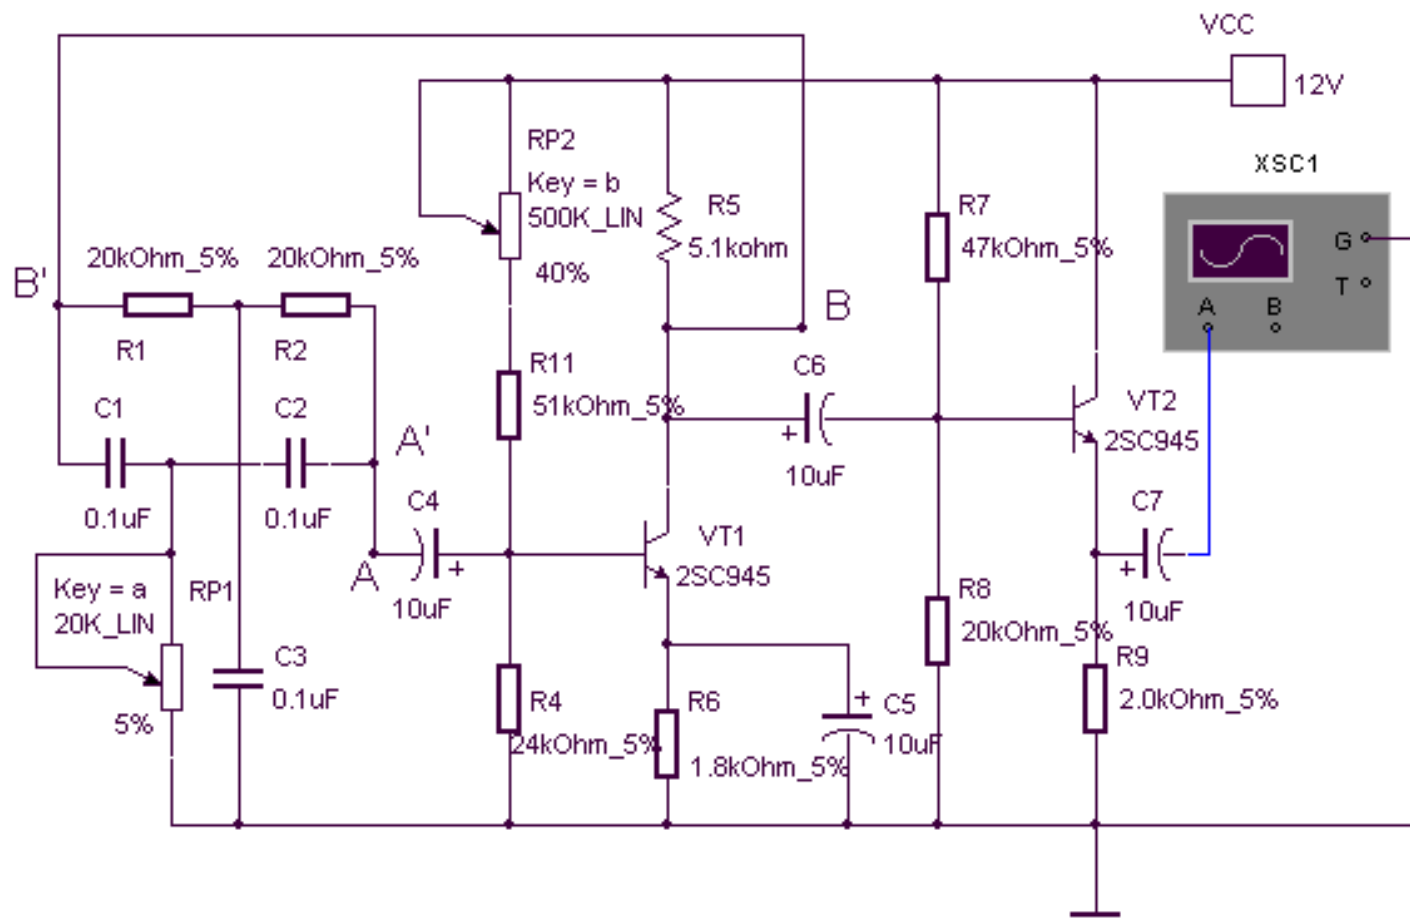 VCC
12V
XSC1
G
T
A
B
RP2
Key = b
500K_LIN
40%
R5
5.1kohm
R7
47kOhm_5%
20kOhm_5%
20kOhm_5%
B'
R1
R2
B
R11
51kOhm_5%
C6
10uF
VT2
2SC945
C1
0.1uF
C2
0.1uF
A'
C4
10uF
A
VT1
2SC945
C7
10uF
Key = a
20K_LIN
RP1
5%
C3
0.1uF
R8
20kOhm_5%
R4
24kOhm_5%
R6
1.8kOhm_5%
C5
10uF
R9
2.0kOhm_5%
+
+
+
+